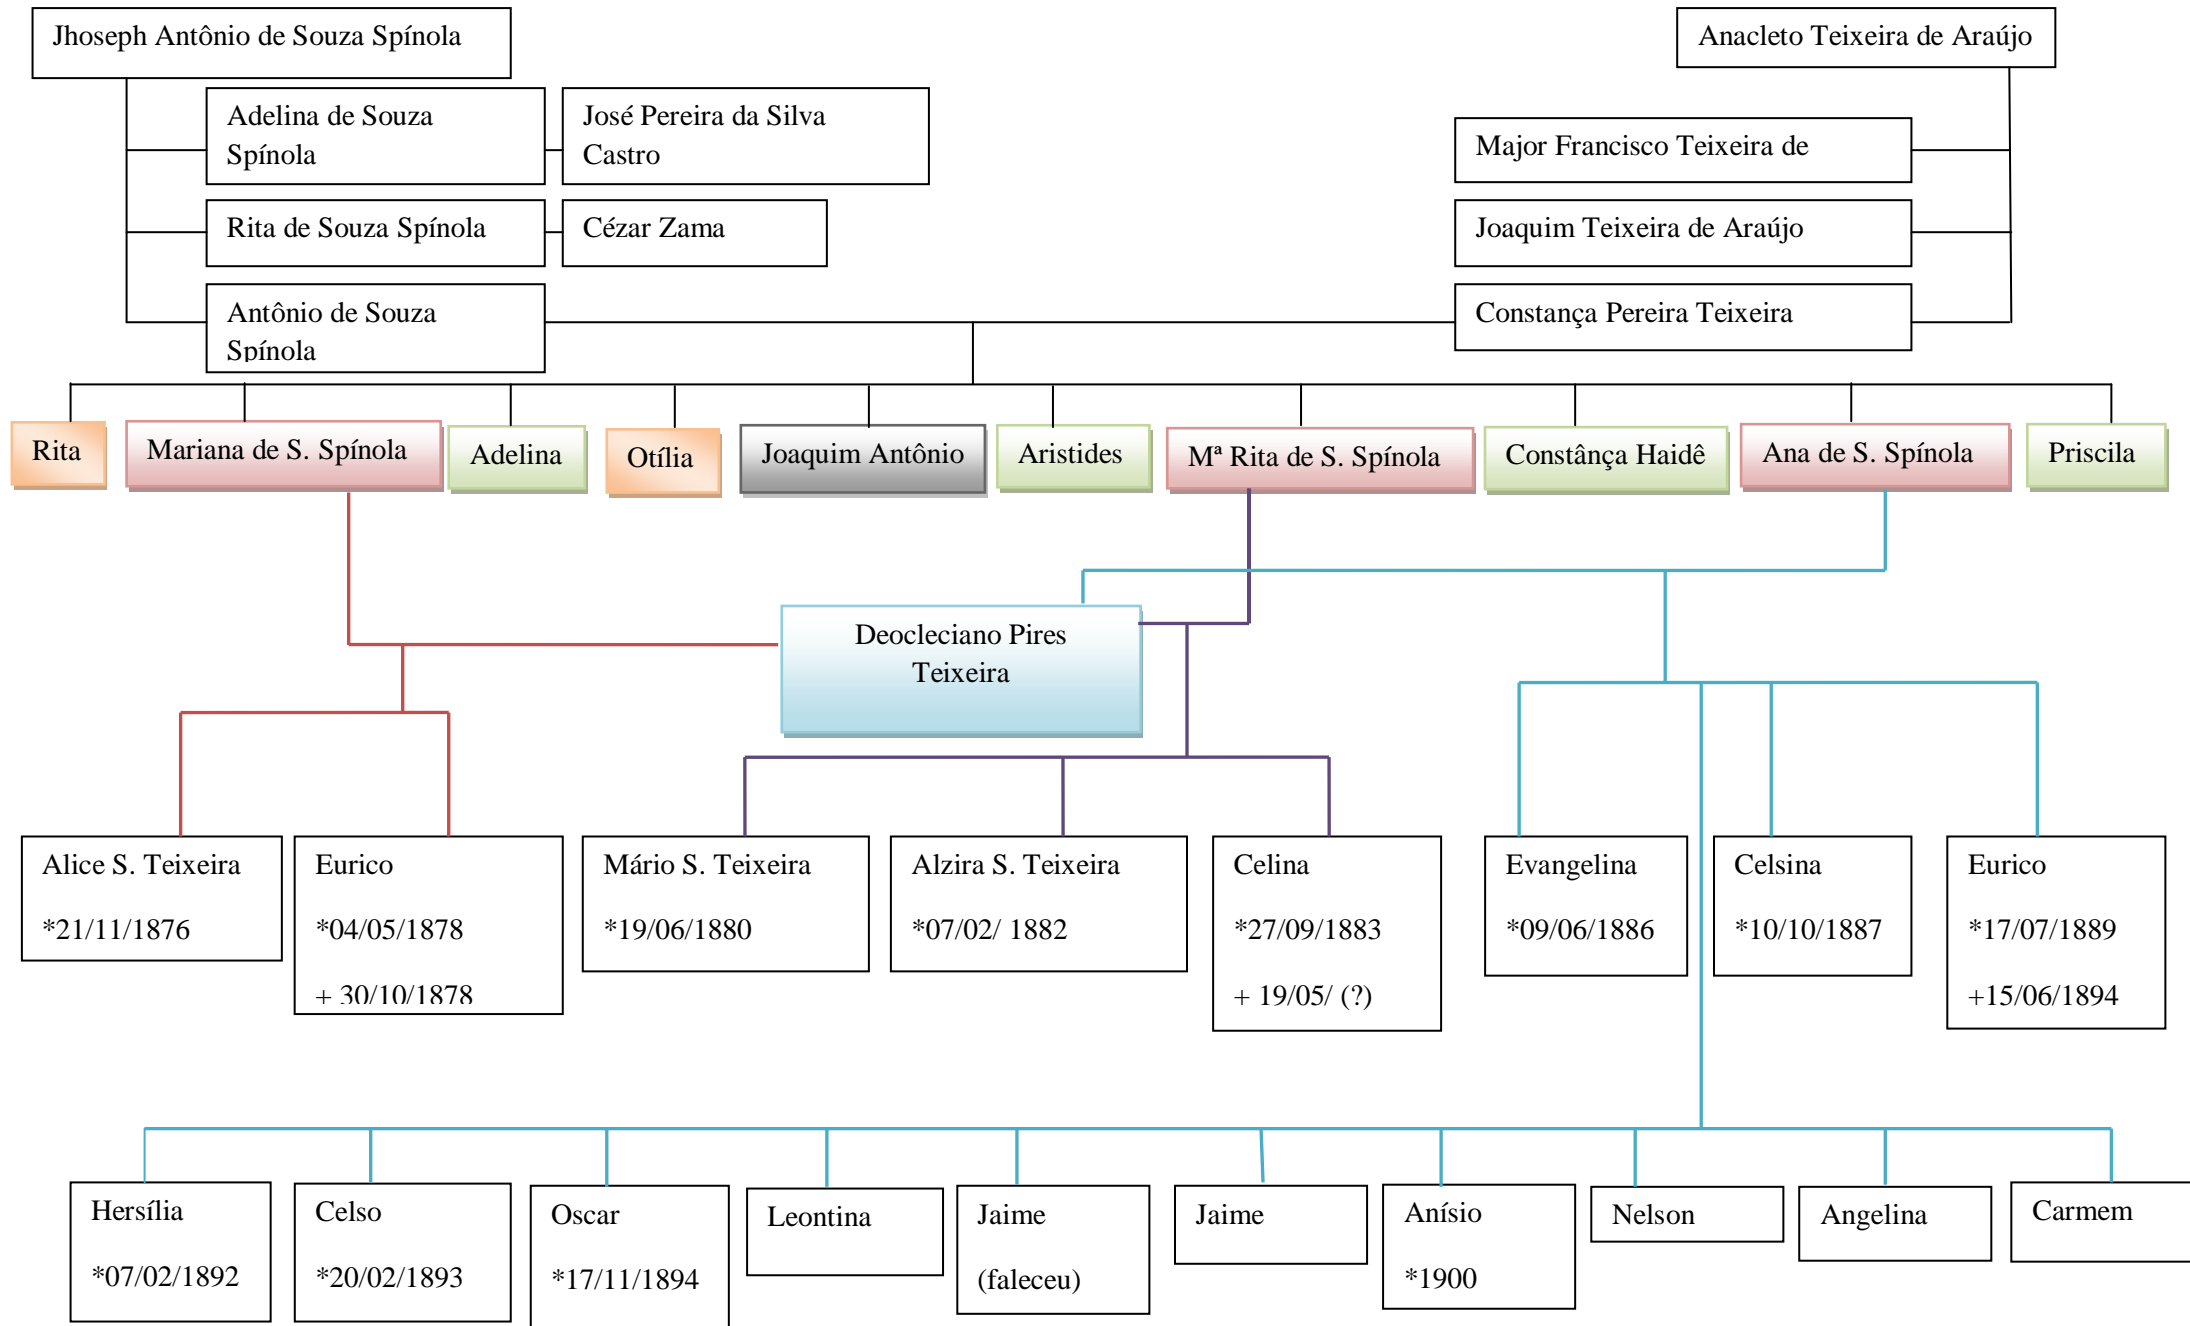 Jhoseph Antônio de Souza Spínola
Anacleto Teixeira de Araújo
Adelina de Souza
Spínola
José Pereira da Silva
Castro
Major Francisco Teixeira de
Rita de Souza Spínola
Cézar Zama
Joaquim Teixeira de Araújo
Antônio de Souza
Spínola
Constança Pereira Teixeira
Rita
Mariana de S. Spínola
Adelina
Otília
Joaquim Antônio
Aristides
Mª Rita de S. Spínola
Constânça Haidê
Ana de S. Spínola
Priscila
Deocleciano Pires
Teixeira
Alice S. Teixeira
*21/11/1876
Eurico
*04/05/1878
+ 30/10/1878
Mário S. Teixeira
*19/06/1880
Alzira S. Teixeira
*07/02/ 1882
Celina
*27/09/1883
+ 19/05/ (?)
Evangelina
*09/06/1886
Celsina
*10/10/1887
Eurico
*17/07/1889
+15/06/1894
Hersília
*07/02/1892
Celso
*20/02/1893
Oscar
*17/11/1894
Leontina
Jaime
(faleceu)
Jaime
Anísio
*1900
Nelson
Angelina
Carmem